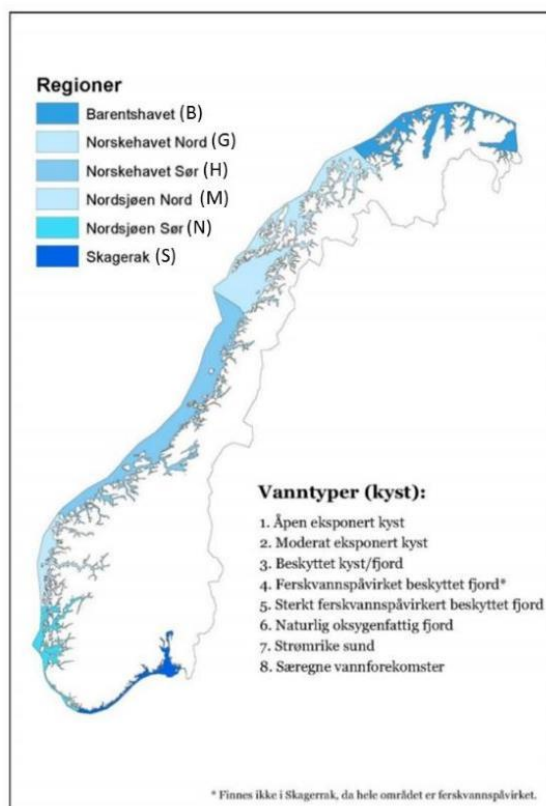 Regioner
Barentshavet (B)
Norskehavet Nord (G)
Norskehavet Sør (H)
Nordsjøen Nord (M)
Nordsjøen Sør (N)
Skagerak (S)
Vanntyper (kyst):
1. Åpen eksponert kyst
2. Moderat eksponert kyst
3. Beskyttet kyst/fjord
4. Ferskvannspåvirket beskyttet fjord*
5. Sterkt ferskvannspåvirkert beskyttet fjord
6. Naturlig oksygenfattig fjord
7. Strømrike sund
8. Særegne vannforekomster
* Finnes ikke i Skagerrak, da hele området er ferskvannspåvirket.